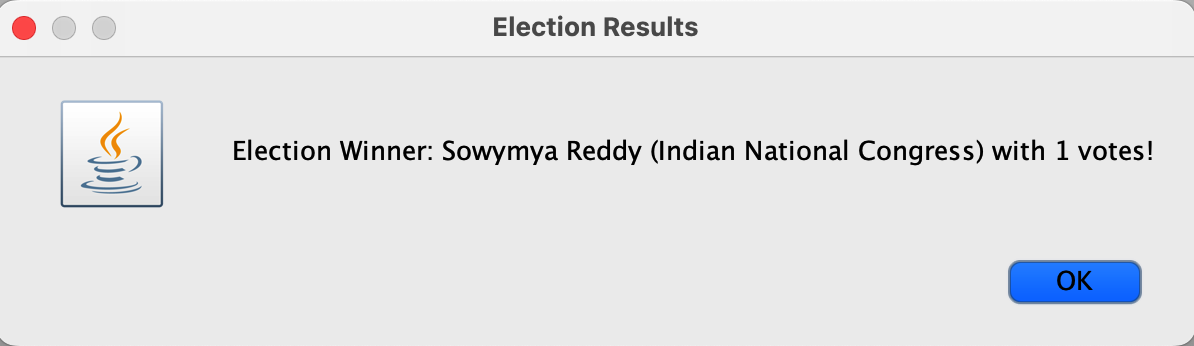 Election Results
Election Winner: Sowymya Reddy (Indian National Congress) with 1 votes!
OK